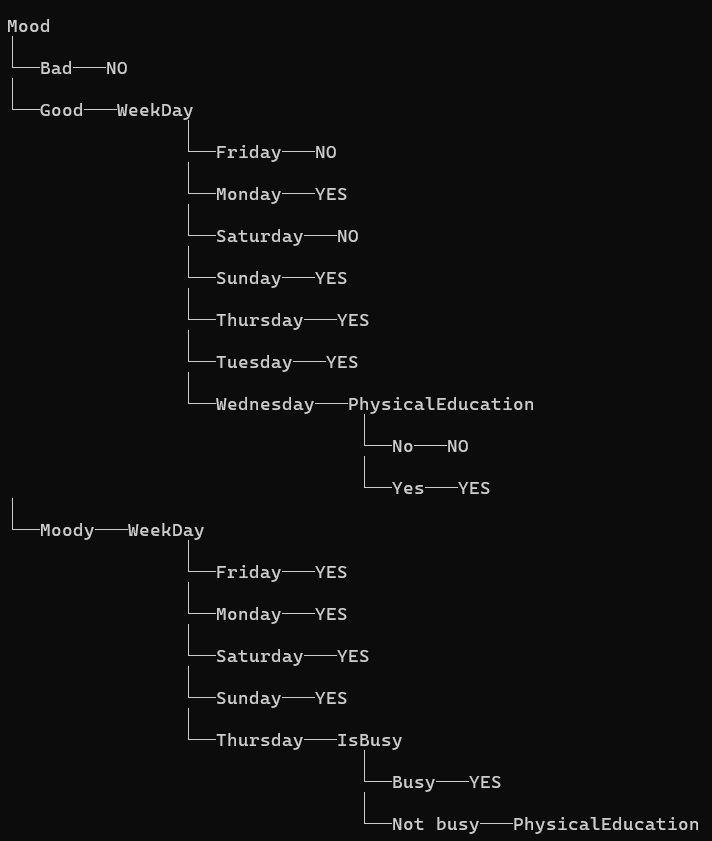 Mood
Bad NO
Good WeekDay
Friday NO
Monday YES
Saturday NO
Sunday YES
Thursday YES
Tuesday YES
Wednesday PhysicalEducation
No NO
Yes YES
Moody WeekDay
Friday YES
Monday YES
Saturday YES
Sunday YES
Thursday IsBusy
Busy YES
Not busy PhysicalEducation